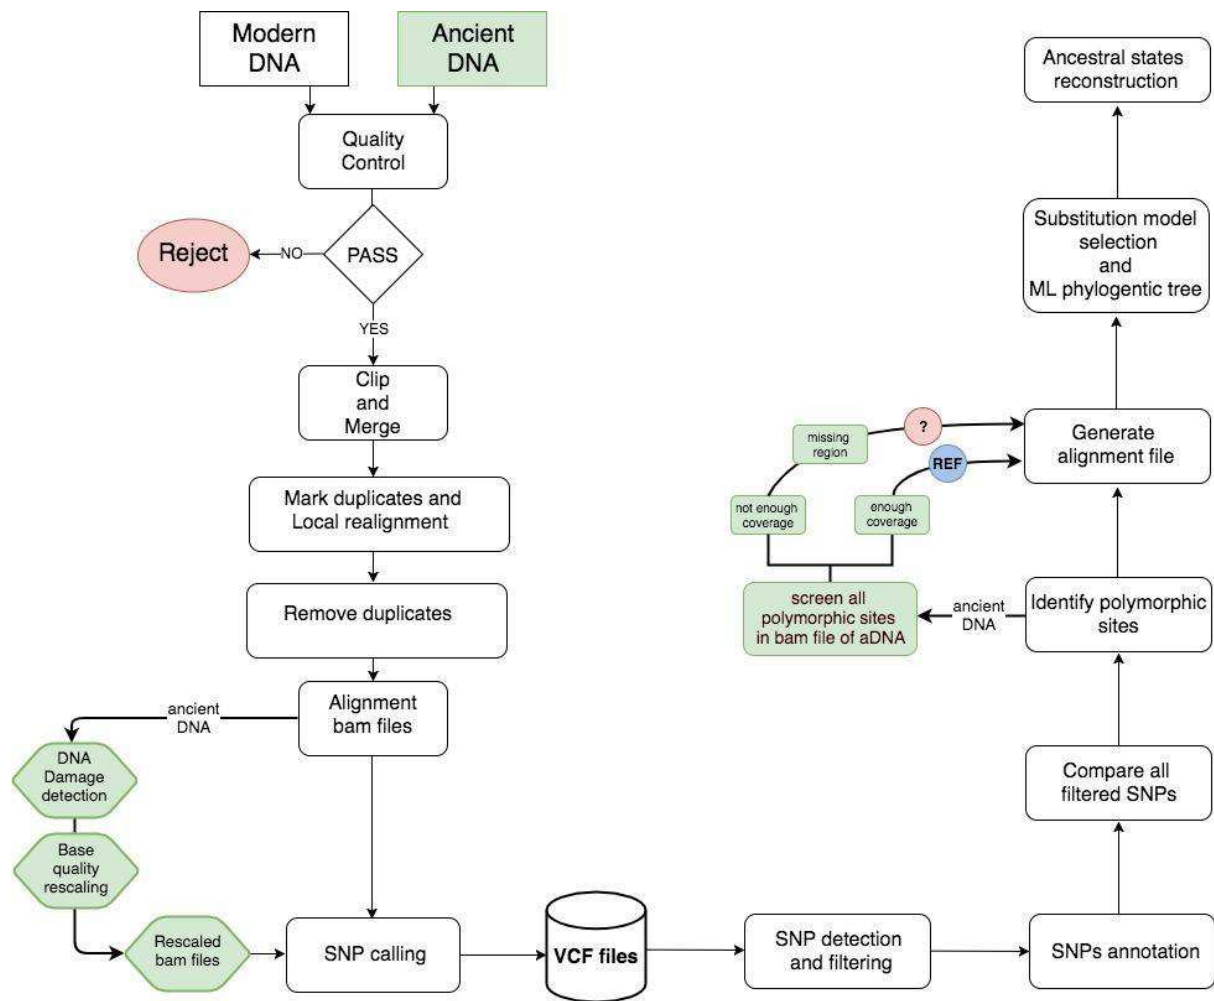 Modern
DNA
Ancient
DNA
Quality
Control
PASS
NO
Reject
YES
Clip
and
Merge
Mark duplicates and
Local realignment
Remove duplicates
Alignment
bam files
ancient
DNA
DNA
Damage
detection
Base
quality
rescaling
Rescaled
bam files
SNP calling
VCF files
SNP detection
and filtering
SNPs annotation
Compare all
filtered SNPs
Identify polymorphic
sites
ancient
DNA
screen all
polymorphic sites
in bam file of aDNA
not enough
coverage
enough
coverage
missing
region
?
REF
Generate
alignment file
Substitution model
selection
and
ML phylogentic tree
Ancestral states
reconstruction